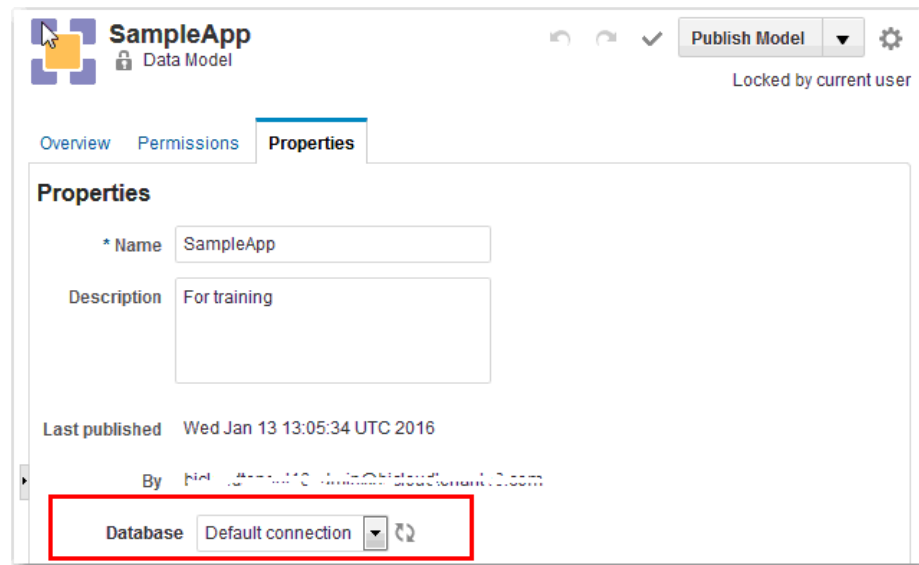 SampleApp
Data Model
Publish Model
Locked by current user
Overview Permissions Properties
Properties
* Name SampleApp
Description For training
Last published Wed Jan 13 13:05:34 UTC 2016
By
Database Default connection